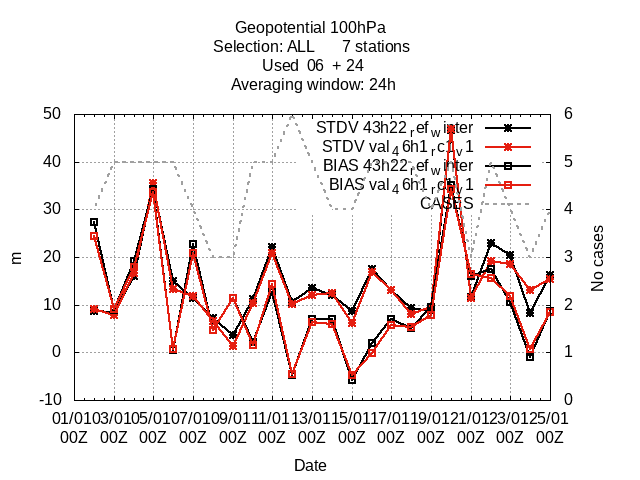 Geopotential 100hPa
Selection: ALL 7 stations
Used 06 + 24
Averaging window: 24h
STDV 43h22_ref_winter
STDV val_46h1_rc1_v1
BIAS 43h22_ref_winter
BIAS val_46h1_rc1_v1
CASES
50
40
30
20
10
0
-10
m
6
5
4
3
2
1
0
No cases
01/01 03/01 05/01 07/01 09/01 11/01 13/01 15/01 17/01 19/01 21/01 23/01 25/01
00Z 00Z 00Z 00Z 00Z 00Z 00Z 00Z 00Z 00Z 00Z 00Z 00Z
Date